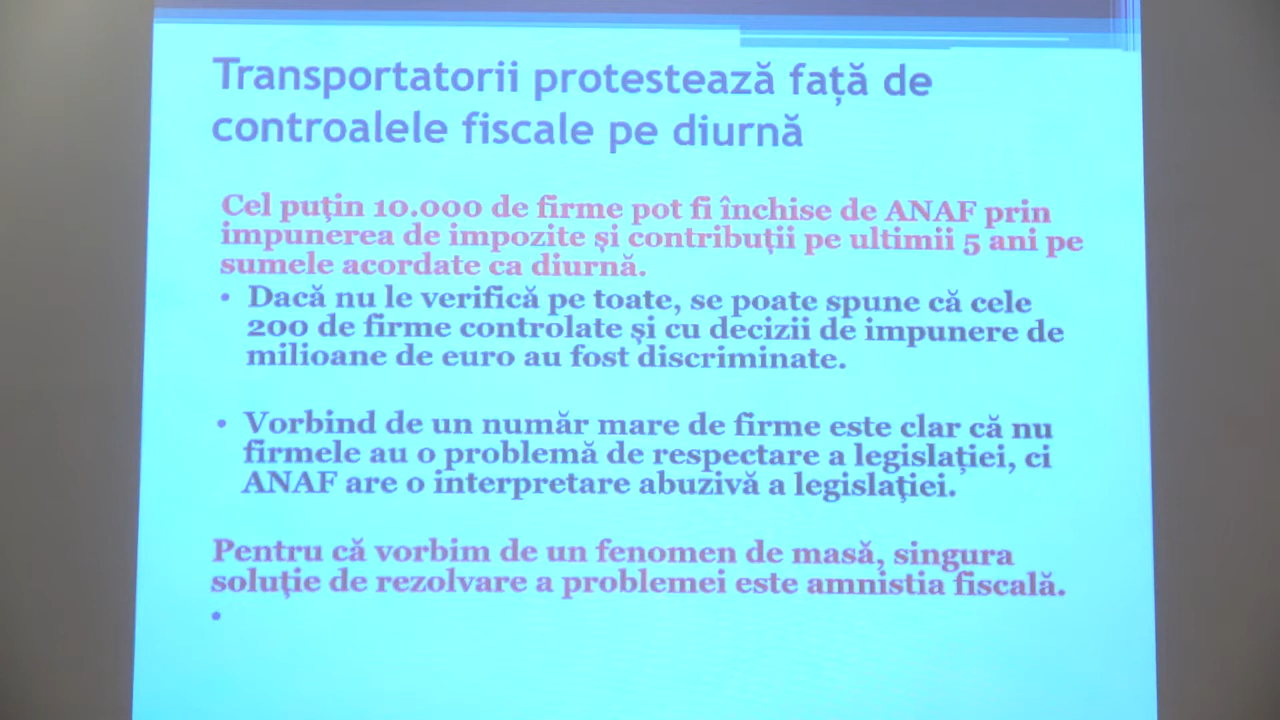 Transportatorii protestează față de
controalele fiscale pe diurnă
Cel puţin 10.000 de firme pot fi închise de ANAF prin
impunerea de impozite și contribuții pe ultimii 5 ani pe
sumele acordate ca diurnă.
• Dacă nu le verifică pe toate, se poate spune că cele
200 de firme controlate și cu decizii de impunere de
milioane de euro au fost discriminate.
• Vorbind de un număr mare de firme este clar că nu
firmele au o problemă de respectare a legislației, ci
ANAF are o interpretare abuzivă a legislaţiei.
Pentru că vorbim de un fenomen de masă, singura
soluţie de rezolvare a problemei este amnistia fiscală.
•